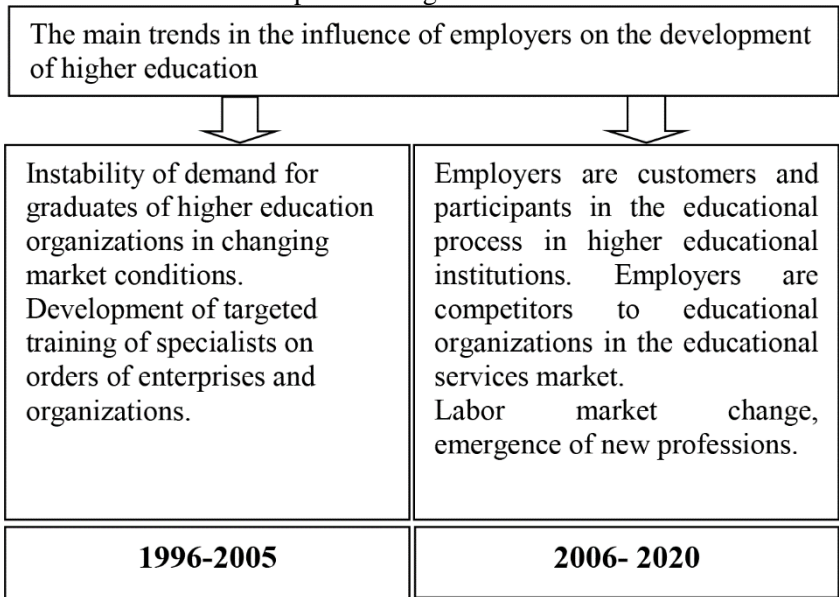 The main trends in the influence of employers on the development
of higher education
Instability of demand for
graduates of higher education
organizations in changing
market conditions.
Development of targeted
training of specialists on
orders of enterprises and
organizations.
Employers are customers and
participants in the educational
process in higher educational
institutions. Employers are
competitors to educational
organizations in the educational
services market.
Labor market change,
emergence of new professions.
1996-2005
2006- 2020